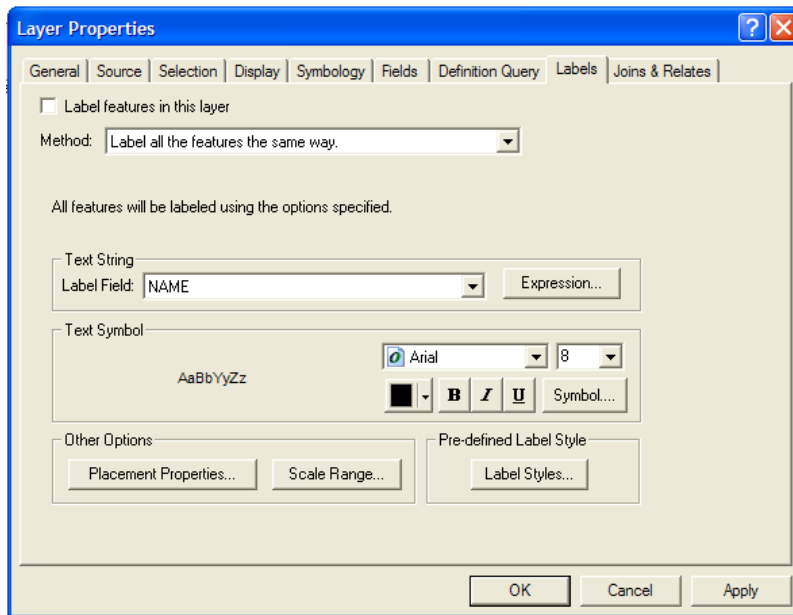 Layer Properties
General Source Selection Display Symbology Fields Definition Query Labels Joins & Relates
Label features in this layer
Method: Label all the features the same way.
All features will be labeled using the options specified.
Text String
Label Field: NAME Expression...
Text Symbol
AaBbYyZz
Arial 8
B I U Symbol....
Other Options
Placement Properties... Scale Range...
Pre-defined Label Style
Label Styles...
OK Cancel Apply